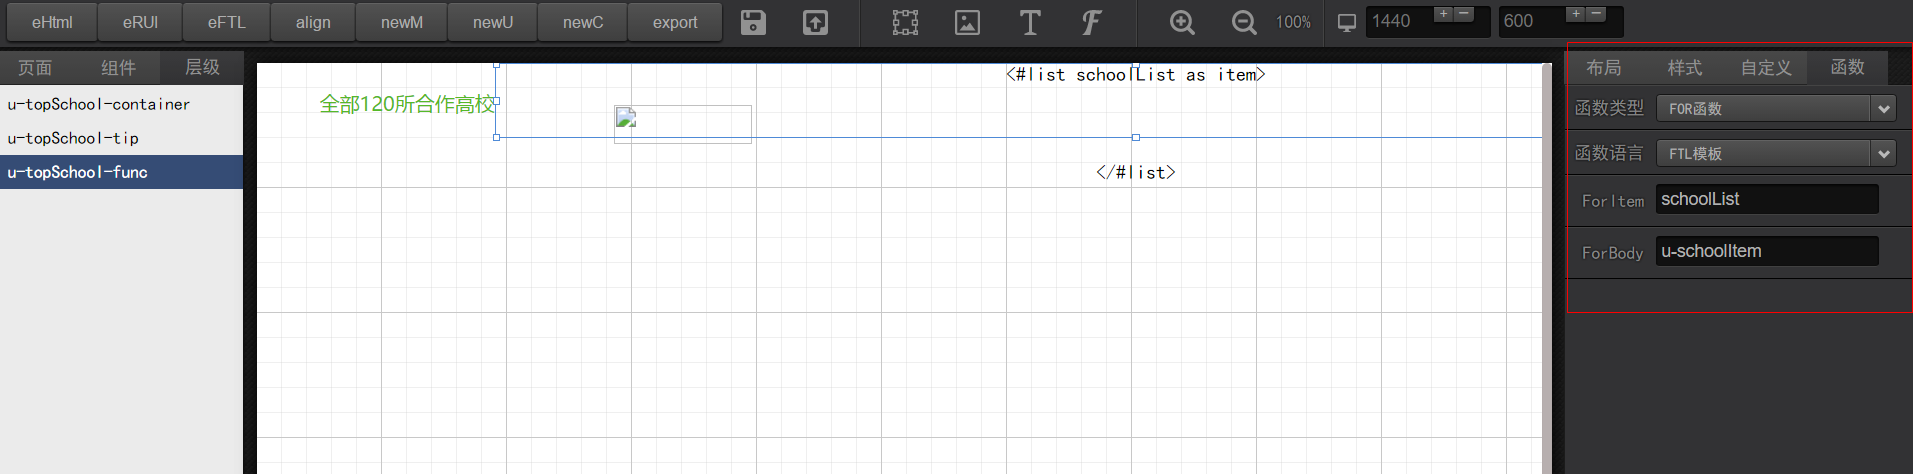 eHtml eRUI eFTL align newM newU newC export 100% 1440 + − 600 + −
页面 组件 层级
u-topSchool-container
u-topSchool-tip
u-topSchool-func
<#list schoolList as item>
全部120所合作高校
</#list>
布局 样式 自定义 函数
函数类型 FOR函数
函数语言 FTL模板
ForItem schoolList
ForBody u-schoolItem